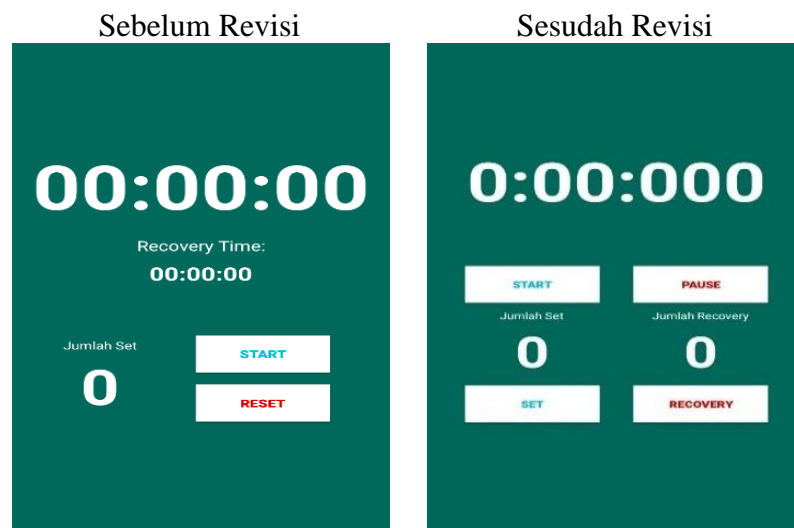 Sebelum Revisi
00:00:00
Recovery Time:
00:00:00
Jumlah Set
0
START
RESET
Sesudah Revisi
0:00:000
START
PAUSE
Jumlah Set
Jumlah Recovery
0
0
SET
RECOVERY